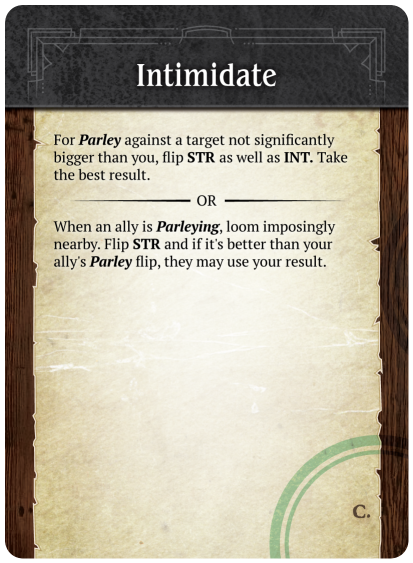 Intimidate
For Parley against a target not significantly
bigger than you, flip STR as well as INT. Take
the best result.
OR
When an ally is Parleying, loom imposingly
nearby. Flip STR and if it's better than your
ally's Parley flip, they may use your result.
C.